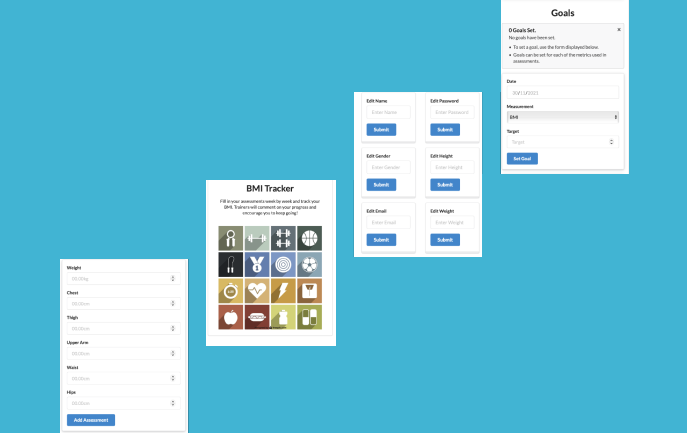 Goals
0 Goals Set.
No goals have been set.
To set a goal, use the form displayed below.
Goals can be set for each of the metrics used in
assessments.
Date
20/11/2021
Measurement
BMI
Target
Target
Set Goal
Edit Name
Enter Name
Submit
Edit Password
Enter Password
Submit
Edit Gender
Enter Gender
Submit
Edit Height
Enter Height
Submit
Edit Email
Enter Email
Submit
Edit Weight
Enter Weight
Submit
BMI Tracker
Fill in your assessments week by week and track your
BMI. Trainers will comment on your progress and
encourage you to keep going!
Weight
00.00kg
Chest
00.00cm
Thigh
00.00cm
Upper Arm
00.00cm
Waist
00.00cm
Hips
00.00cm
Add Assessment